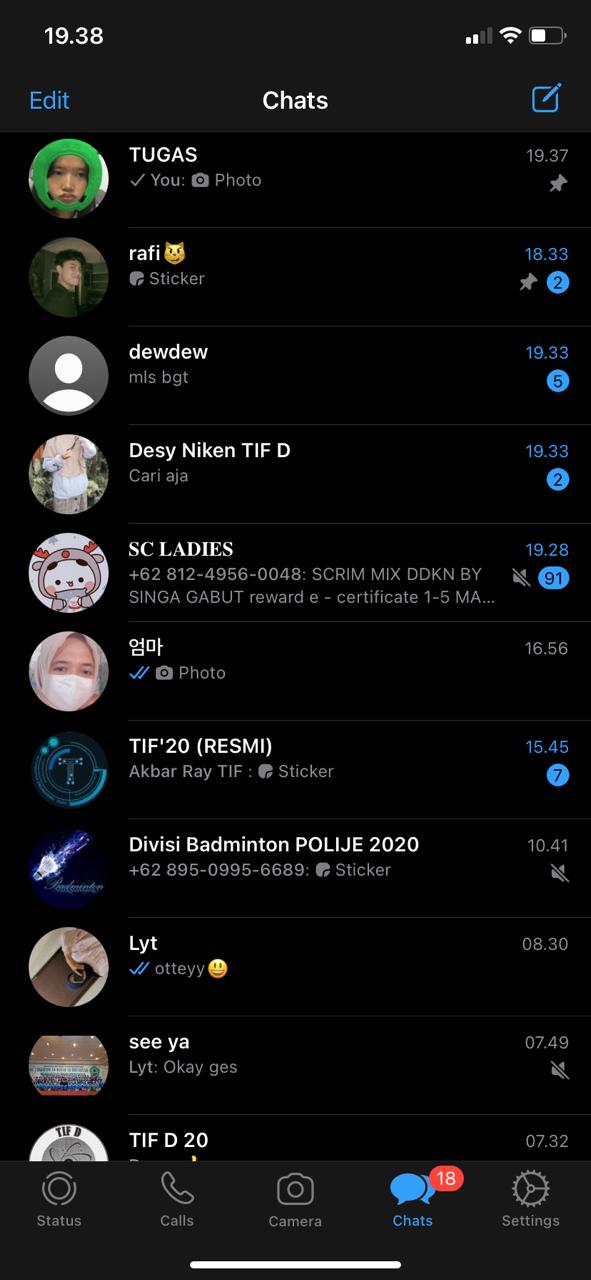 19.38
Edit
Chats
TUGAS
19.37
You: Photo
rafi😼
18.33
Sticker
2
dewdew
19.33
mls bgt
5
Desy Niken TIF D
19.33
Cari aja
2
SC LADIES
19.28
+62 812-4956-0048: SCRIM MIX DDKN BY
SINGA GABUT reward e - certificate 1-5 MA...
91
엄마
16.56
Photo
TIF'20 (RESMI)
15.45
Akbar Ray TIF : Sticker
7
Divisi Badminton POLIJE 2020
10.41
+62 895-0995-6689: Sticker
Badminton
Lyt
08.30
otteyy😃
see ya
07.49
Lyt: Okay ges
TIF D 20
07.32
TIF D
18
Status
Calls
Camera
Chats
Settings